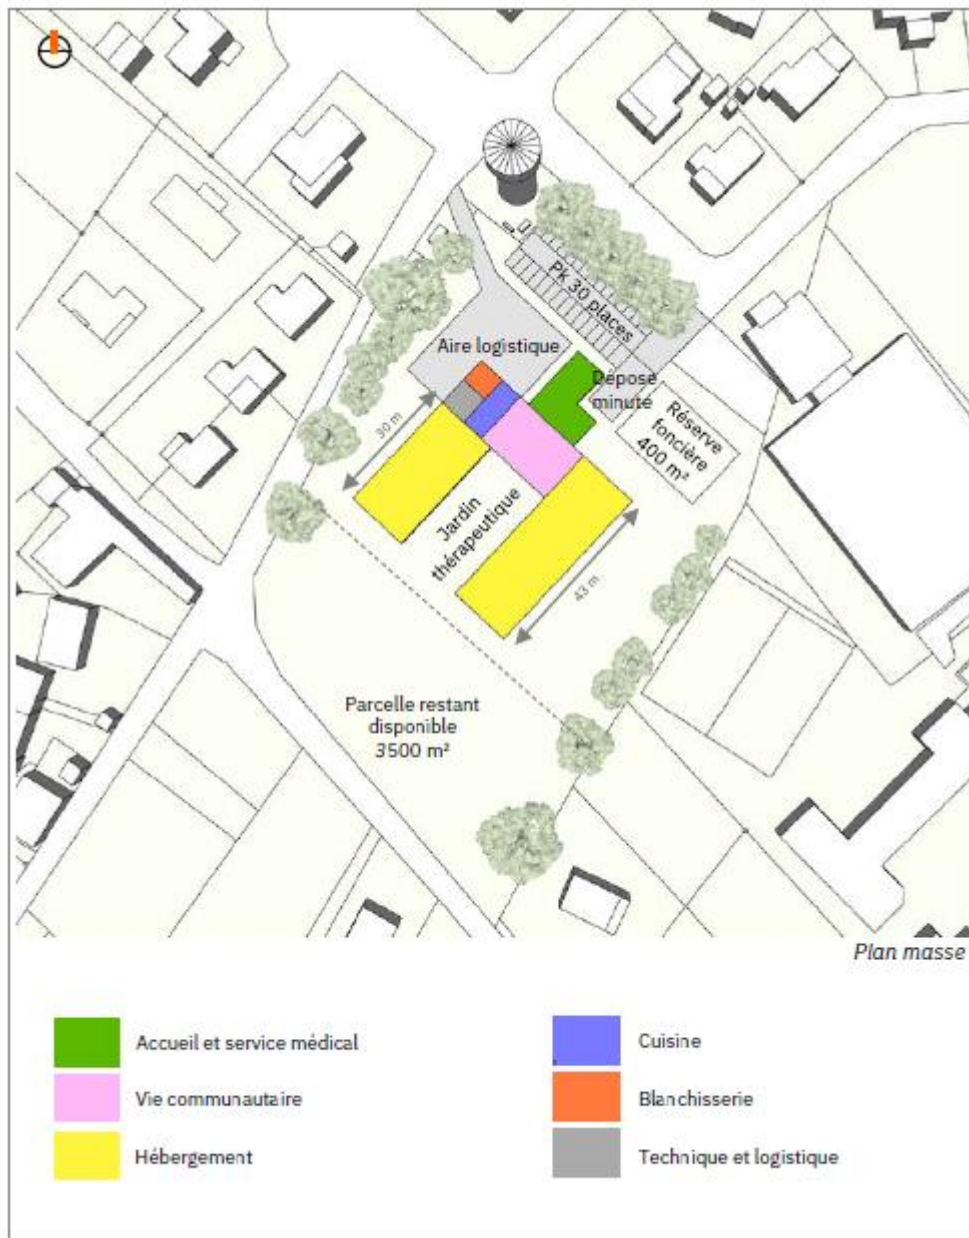 Pk 30 places
Aire logistique
Dépose
minute
Réserve
foncière
400 m²
30 m
Jardin
thérapeutique
43 m
Parcelle restant
disponible
3500 m²
Plan masse
Accueil et service médical
Cuisine
Vie communautaire
Blanchisserie
Hébergement
Technique et logistique